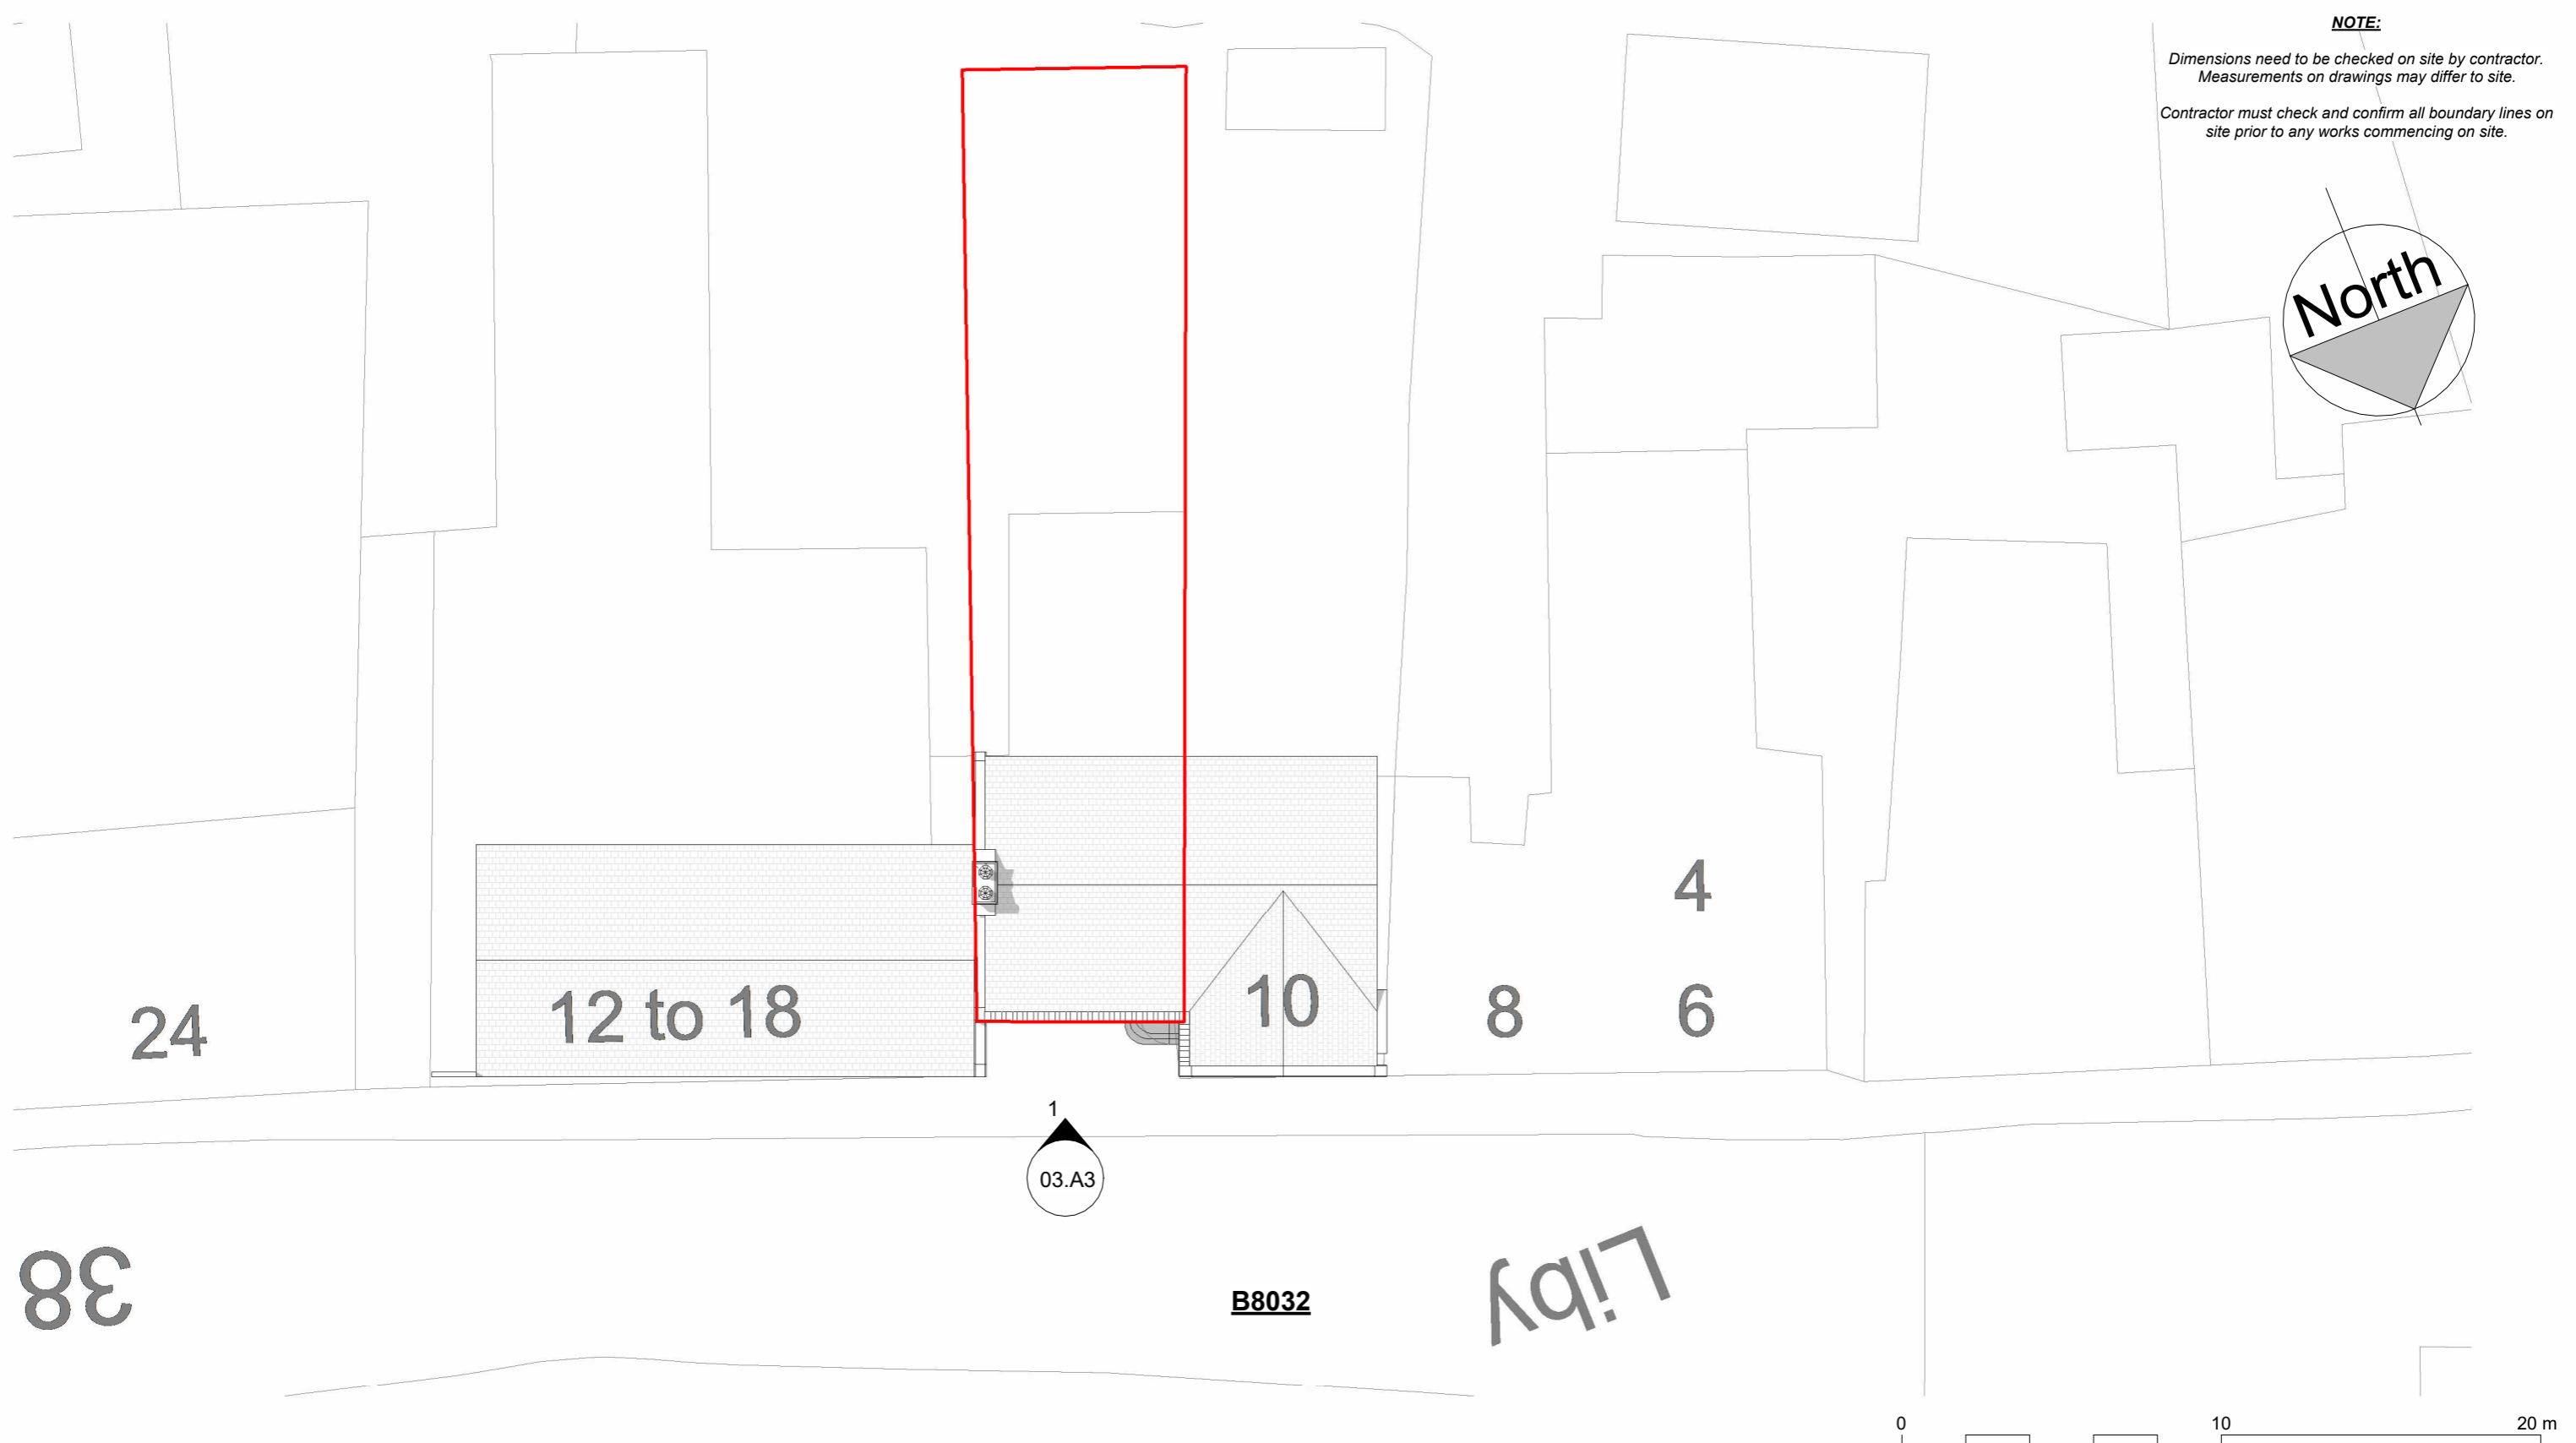 NOTE:
Dimensions need to be checked on site by contractor.
Measurements on drawings may differ to site.
Contractor must check and confirm all boundary lines on
site prior to any works commencing on site.
North
4
12 to 18
10
8
6
24
1
03.A3
38
Liby
B8032
0 10 20 m